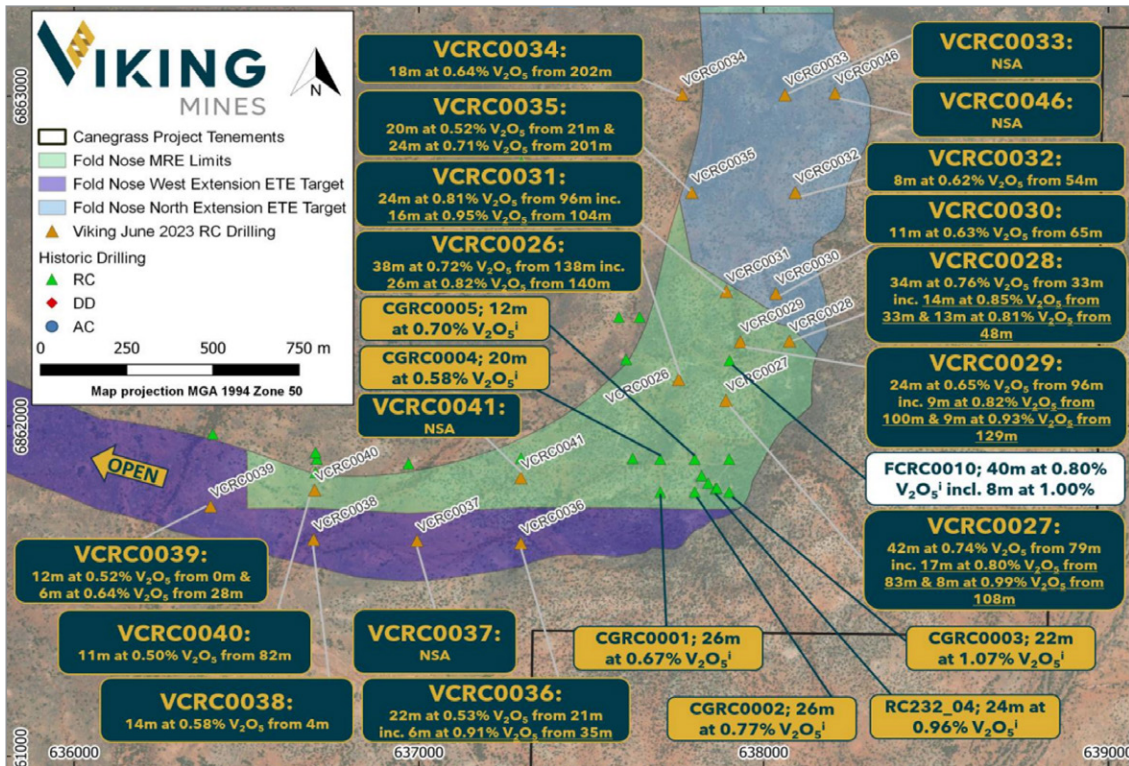 VIKING
MINES
N
Canegrass Project Tenements
Fold Nose MRE Limits
Fold Nose West Extension ETE Target
Fold Nose North Extension ETE Target
Viking June 2023 RC Drilling
Historic Drilling
RC
DD
AC
0 250 500 750 m
Map projection MGA 1994 Zone 50
VCRC0034:
18m at 0.64% V₂O₅ from 202m
VCRC0035:
20m at 0.52% V₂O₅ from 21m &
24m at 0.71% V₂O₅ from 201m
VCRC0031:
24m at 0.81% V₂O₅ from 96m inc.
16m at 0.95% V₂O₅ from 104m
VCRC0026:
38m at 0.72% V₂O₅ from 138m inc.
26m at 0.82% V₂O₅ from 140m
CGRC0005; 12m
at 0.70% V₂O₅ⁱ
CGRC0004; 20m
at 0.58% V₂O₅ⁱ
VCRC0041:
NSA
VCRC0033:
NSA
VCRC0046:
NSA
VCRC0032:
8m at 0.62% V₂O₅ from 54m
VCRC0030:
11m at 0.63% V₂O₅ from 65m
VCRC0028:
34m at 0.76% V₂O₅ from 33m
inc. 14m at 0.85% V₂O₅ from
33m & 13m at 0.81% V₂O₅ from
48m
VCRC0029:
24m at 0.65% V₂O₅ from 96m
inc. 9m at 0.82% V₂O₅ from
100m & 9m at 0.93% V₂O₅ from
129m
FCRC0010; 40m at 0.80%
V₂O₅ⁱ incl. 8m at 1.00%
VCRC0027:
42m at 0.74% V₂O₅ from 79m
inc. 17m at 0.80% V₂O₅ from
83m & 8m at 0.99% V₂O₅ from
108m
VCRC0034
VCRC0033
VCRC0046
VCRC0035
VCRC0032
VCRC0031
VCRC0030
VCRC0029
VCRC0028
VCRC0026
VCRC0027
VCRC0041
VCRC0040
VCRC0039
VCRC0038
VCRC0037
VCRC0036
OPEN
VCRC0039:
12m at 0.52% V₂O₅ from 0m &
6m at 0.64% V₂O₅ from 28m
VCRC0040:
11m at 0.50% V₂O₅ from 82m
VCRC0038:
14m at 0.58% V₂O₅ from 4m
VCRC0037:
NSA
VCRC0036:
22m at 0.53% V₂O₅ from 21m
inc. 6m at 0.91% V₂O₅ from 35m
CGRC0001; 26m
at 0.67% V₂O₅ⁱ
CGRC0002; 26m
at 0.77% V₂O₅ⁱ
CGRC0003; 22m
at 1.07% V₂O₅ⁱ
RC232_04; 24m at
0.96% V₂O₅ⁱ
6863000
6862000
61000
636000
637000
638000
639000